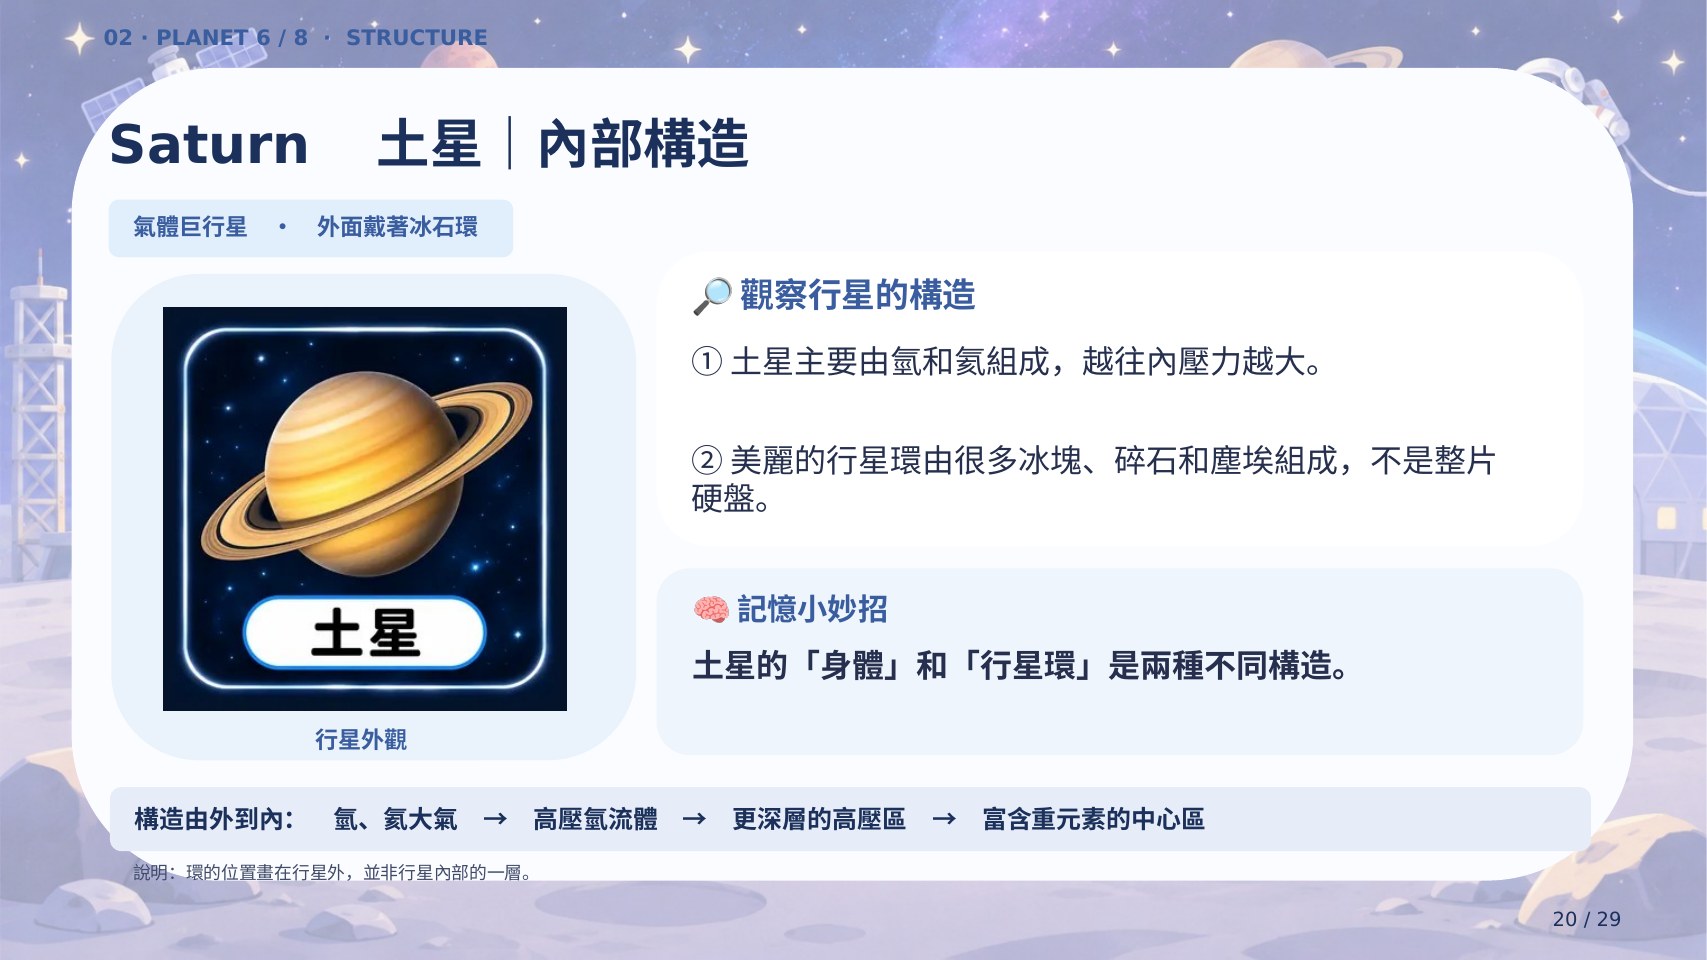 02 · PLANET 6 / 8 · STRUCTURE
Saturn 土星｜內部構造
氣體巨行星 · 外面戴著冰石環
土星
行星外觀
🔎 觀察行星的構造
① 土星主要由氫和氦組成，越往內壓力越大。
② 美麗的行星環由很多冰塊、碎石和塵埃組成，不是整片
硬盤。
🧠 記憶小妙招
土星的「身體」和「行星環」是兩種不同構造。
構造由外到內： 氫、氦大氣 → 高壓氫流體 → 更深層的高壓區 → 富含重元素的中心區
說明：環的位置畫在行星外，並非行星內部的一層。
20 / 29